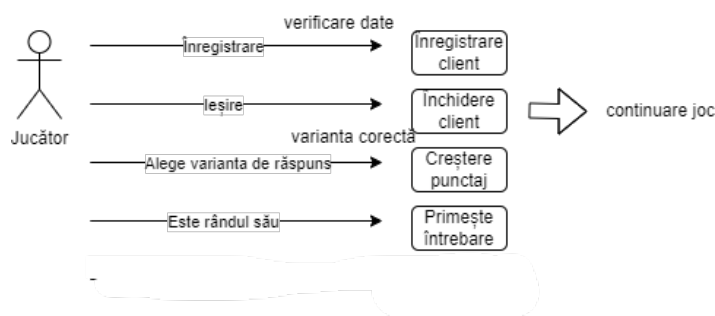 verificare date
Înregistrare
Inregistrare
client
Jucător
Ieșire
Închidere
client
continuare joc
varianta corectă
Alege varianta de răspuns
Creștere
punctaj
Este rândul său
Primește
întrebare